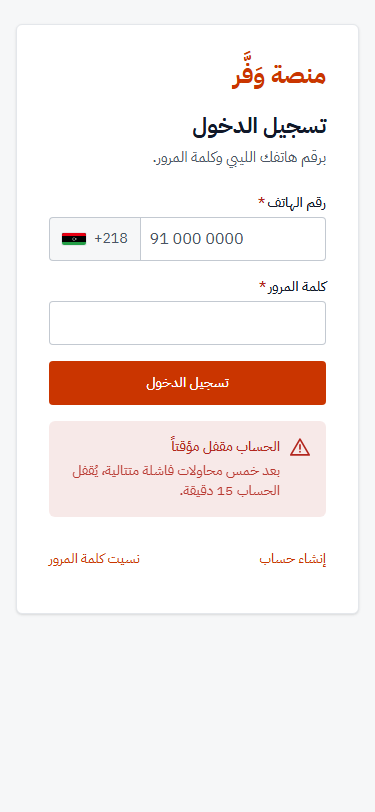 منصة وَفَّر
تسجيل الدخول
برقم هاتفك الليبي وكلمة المرور.
رقم الهاتف *
+218 91 000 0000
كلمة المرور *
تسجيل الدخول
الحساب مقفل مؤقتاً
بعد خمس محاولات فاشلة متتالية، يُقفل
الحساب 15 دقيقة.
إنشاء حساب نسيت كلمة المرور